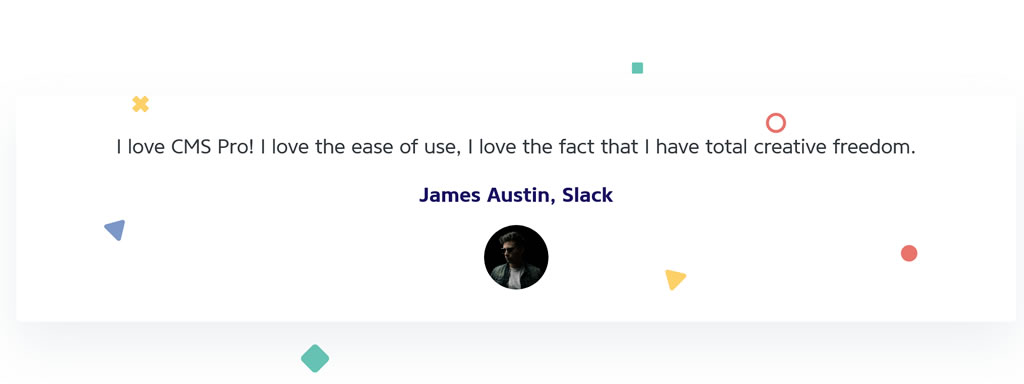 I love CMS Pro! I love the ease of use, I love the fact that I have total creative freedom.
James Austin, Slack